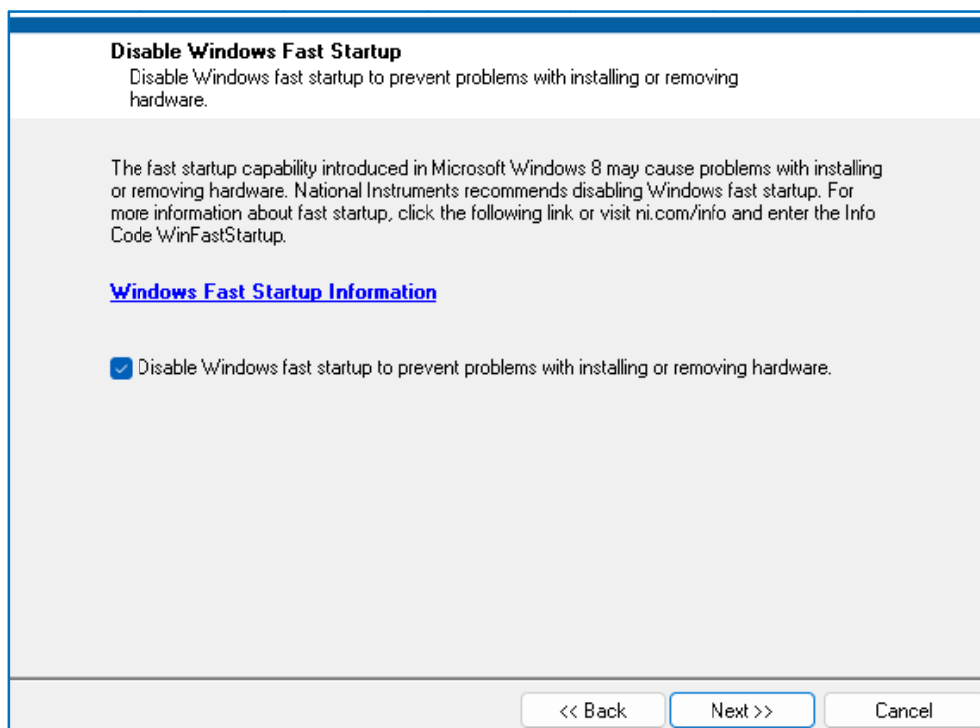 Disable Windows Fast Startup
Disable Windows fast startup to prevent problems with installing or removing
hardware.
The fast startup capability introduced in Microsoft Windows 8 may cause problems with installing
or removing hardware. National Instruments recommends disabling Windows fast startup. For
more information about fast startup, click the following link or visit ni.com/info and enter the Info
Code WinFastStartup.
Windows Fast Startup Information
Disable Windows fast startup to prevent problems with installing or removing hardware.
<< Back Next >> Cancel